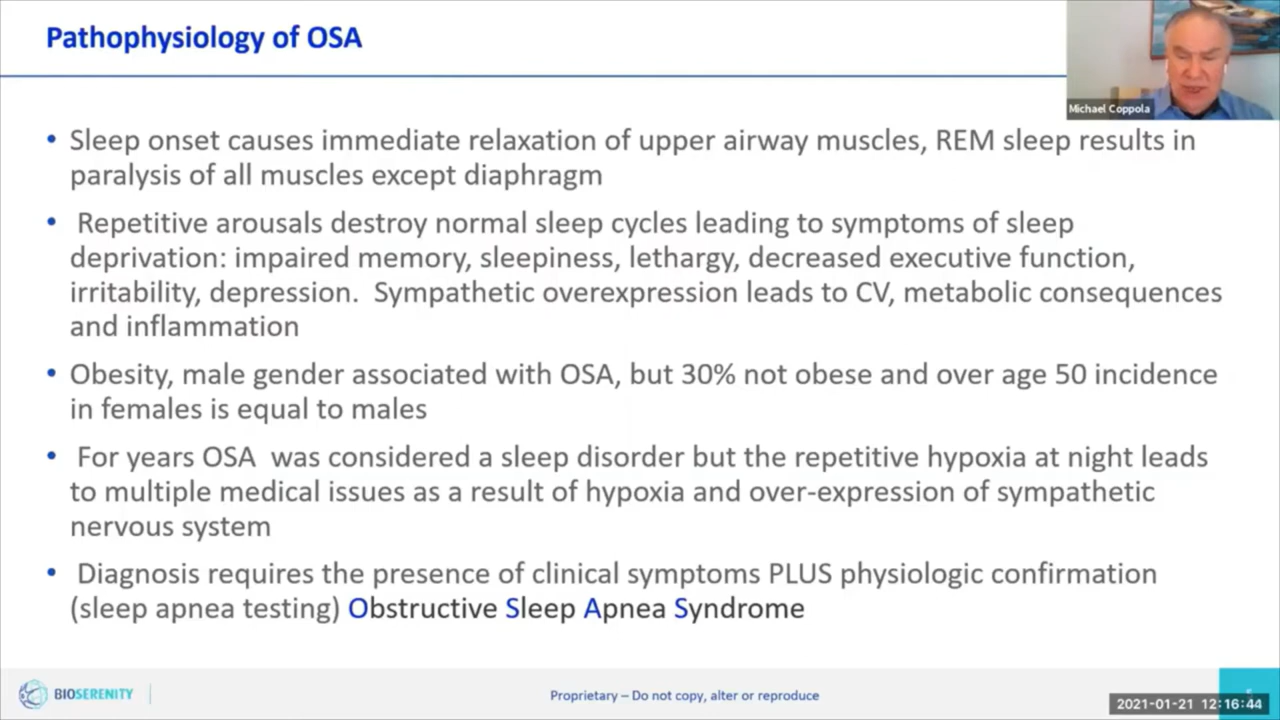 Pathophysiology of OSA
Michael Coppola
• Sleep onset causes immediate relaxation of upper airway muscles, REM sleep results in
paralysis of all muscles except diaphragm
• Repetitive arousals destroy normal sleep cycles leading to symptoms of sleep
deprivation: impaired memory, sleepiness, lethargy, decreased executive function,
irritability, depression. Sympathetic overexpression leads to CV, metabolic consequences
and inflammation
• Obesity, male gender associated with OSA, but 30% not obese and over age 50 incidence
in females is equal to males
• For years OSA was considered a sleep disorder but the repetitive hypoxia at night leads
to multiple medical issues as a result of hypoxia and over-expression of sympathetic
nervous system
• Diagnosis requires the presence of clinical symptoms PLUS physiologic confirmation
(sleep apnea testing) Obstructive Sleep Apnea Syndrome
BIOSERENITY
Proprietary – Do not copy, alter or reproduce
2021-01-21 12:16:44